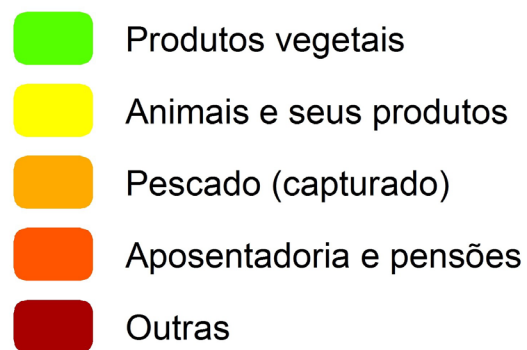 Produtos vegetais
Animais e seus produtos
Pescado (capturado)
Aposentadoria e pensões
Outras